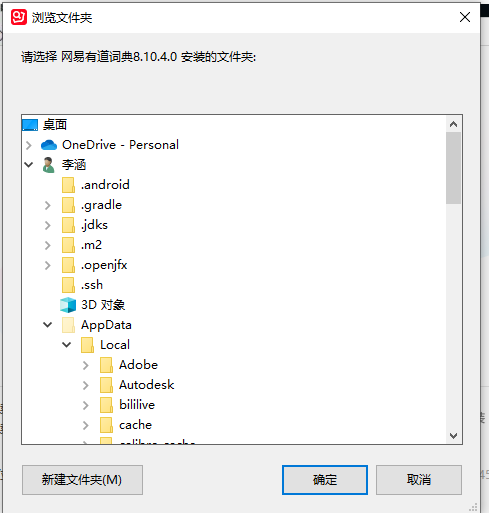 浏览文件夹
请选择 网易有道词典8.10.4.0 安装的文件夹:
桌面
OneDrive - Personal
李涵
.android
.gradle
.jdks
.m2
.openjfx
.ssh
3D 对象
AppData
Local
Adobe
Autodesk
bililive
cache
新建文件夹(M)
确定
取消